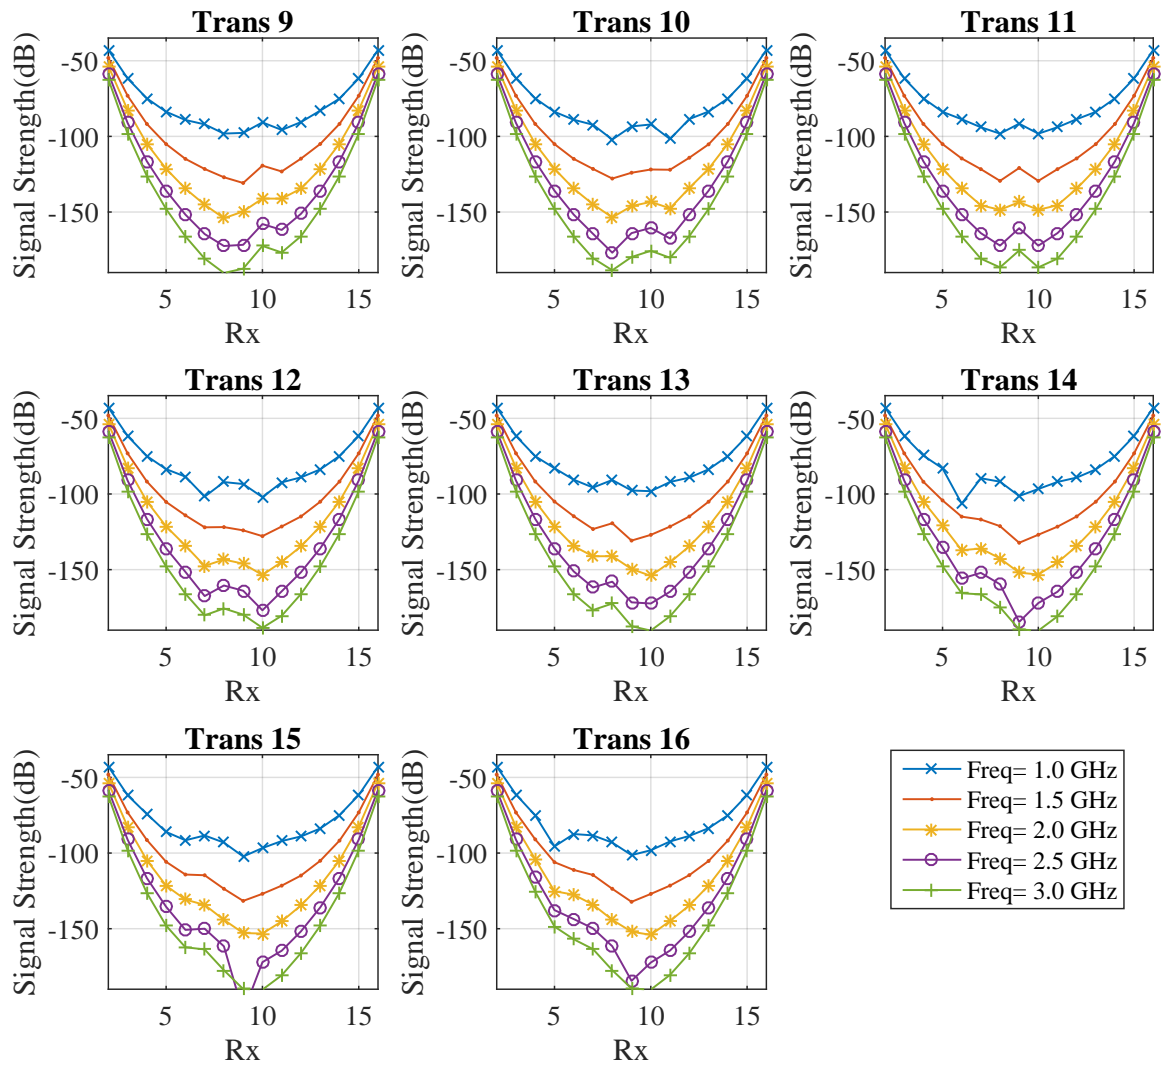 Trans 9
Trans 10
Trans 11
-50
-100
-150
Signal Strength(dB)
5
10
15
Rx
-50
-100
-150
Signal Strength(dB)
5
10
15
Rx
-50
-100
-150
Signal Strength(dB)
5
10
15
Rx
Trans 12
Trans 13
Trans 14
-50
-100
-150
Signal Strength(dB)
5
10
15
Rx
-50
-100
-150
Signal Strength(dB)
5
10
15
Rx
-50
-100
-150
Signal Strength(dB)
5
10
15
Rx
Trans 15
Trans 16
-50
-100
-150
Signal Strength(dB)
5
10
15
Rx
-50
-100
-150
Signal Strength(dB)
5
10
15
Rx
Freq= 1.0 GHz
Freq= 1.5 GHz
Freq= 2.0 GHz
Freq= 2.5 GHz
Freq= 3.0 GHz